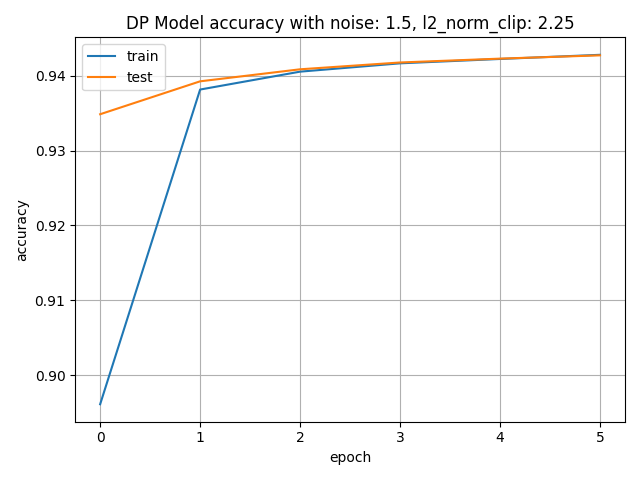 DP Model accuracy with noise: 1.5, l2_norm_clip: 2.25
train
test
accuracy
0.94
0.93
0.92
0.91
0.90
0 1 2 3 4 5
epoch